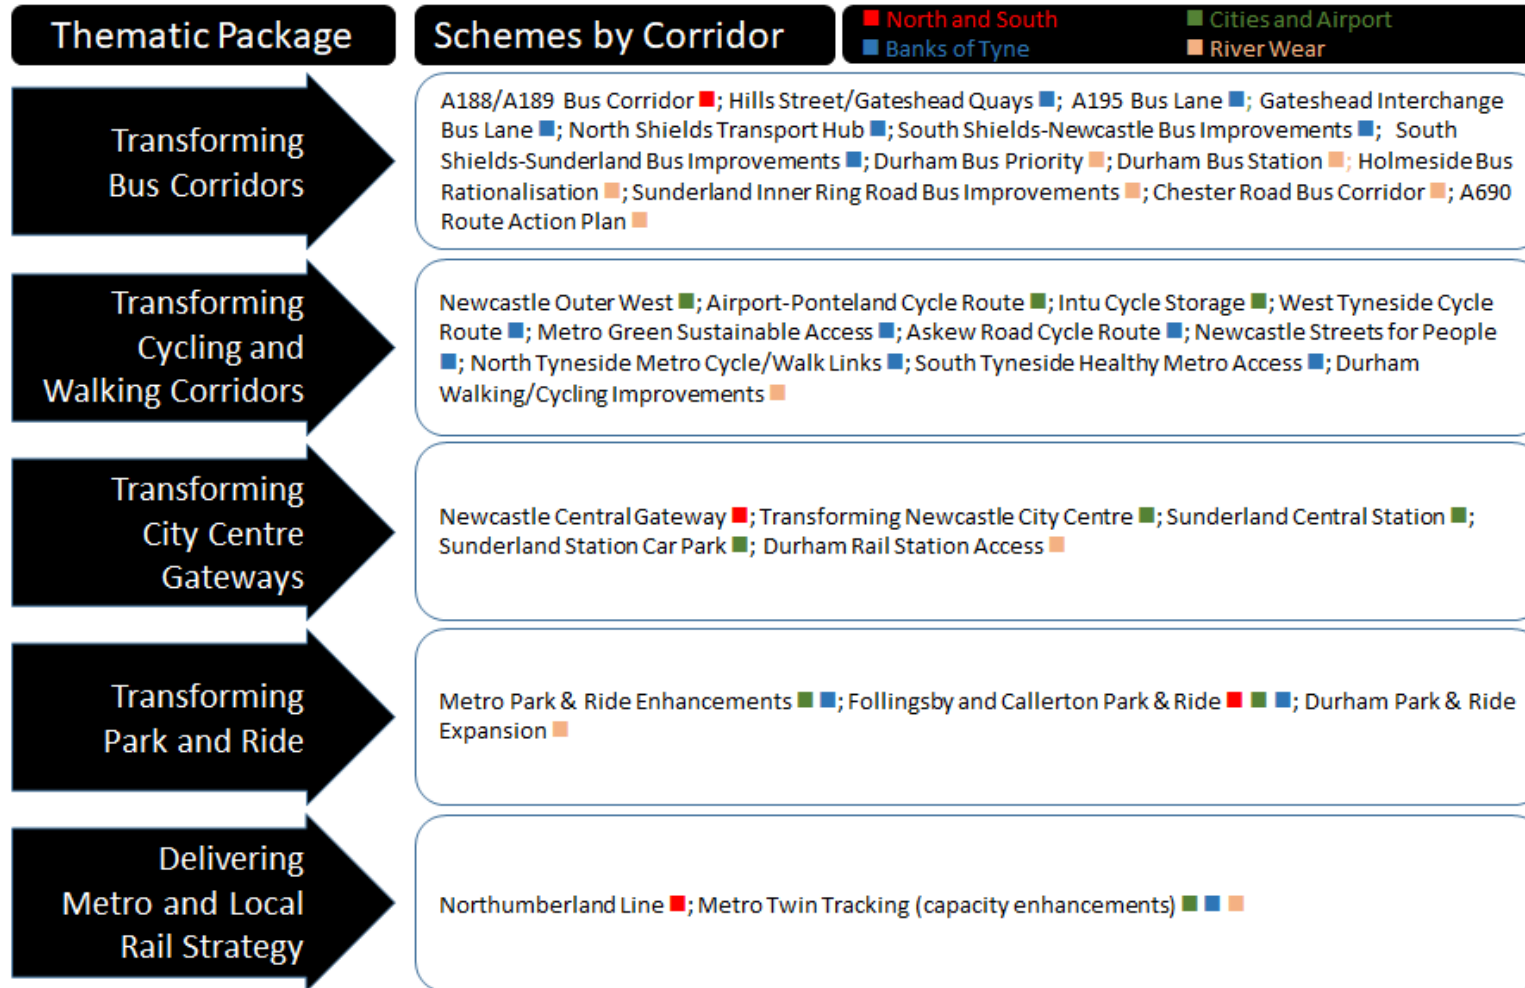 Thematic Package
Schemes by Corridor
North and South
Cities and Airport
Banks of Tyne
River Wear
Transforming
Bus Corridors
A188/A189 Bus Corridor ; Hills Street/Gateshead Quays ; A195 Bus Lane ; Gateshead Interchange
Bus Lane ; North Shields Transport Hub ; South Shields-Newcastle Bus Improvements ; South
Shields-Sunderland Bus Improvements ; Durham Bus Priority ; Durham Bus Station ; Holmeside Bus
Rationalisation ; Sunderland Inner Ring Road Bus Improvements ; Chester Road Bus Corridor ; A690
Route Action Plan
Transforming
Cycling and
Walking Corridors
Newcastle Outer West ; Airport-Ponteland Cycle Route ; Intu Cycle Storage ; West Tyneside Cycle
Route ; Metro Green Sustainable Access ; Askew Road Cycle Route ; Newcastle Streets for People
; North Tyneside Metro Cycle/Walk Links ; South Tyneside Healthy Metro Access ; Durham
Walking/Cycling Improvements
Transforming
City Centre
Gateways
Newcastle Central Gateway ; Transforming Newcastle City Centre ; Sunderland Central Station ;
Sunderland Station Car Park ; Durham Rail Station Access
Transforming
Park and Ride
Metro Park & Ride Enhancements ; Follingsby and Callerton Park & Ride ; Durham Park & Ride
Expansion
Delivering
Metro and Local
Rail Strategy
Northumberland Line ; Metro Twin Tracking (capacity enhancements)